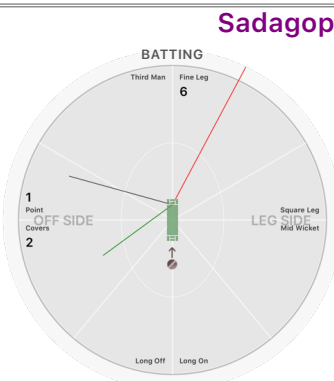 Sadagop
BATTING
Third Man Fine Leg
6
1
Point Square Leg
OFF SIDE LEG SIDE
Covers Mid Wicket
2
Long Off Long On